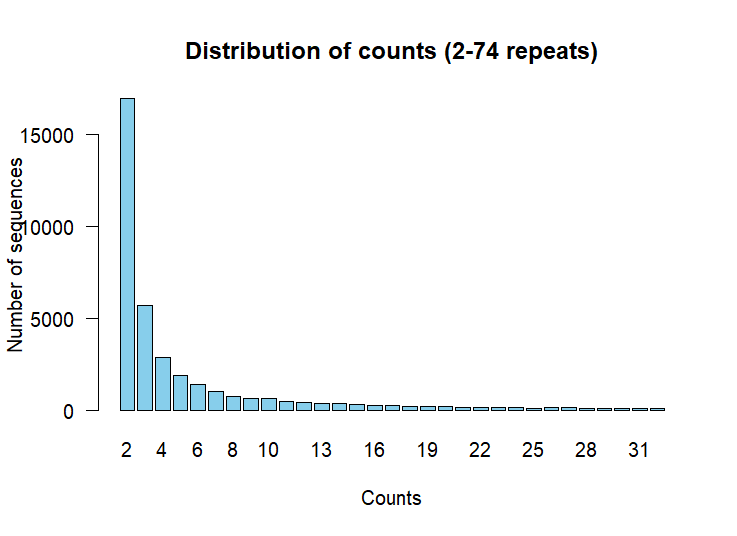 Distribution of counts (2-74 repeats)
Number of sequences
15000
10000
5000
0
2 4 6 8 10 13 16 19 22 25 28 31
Counts